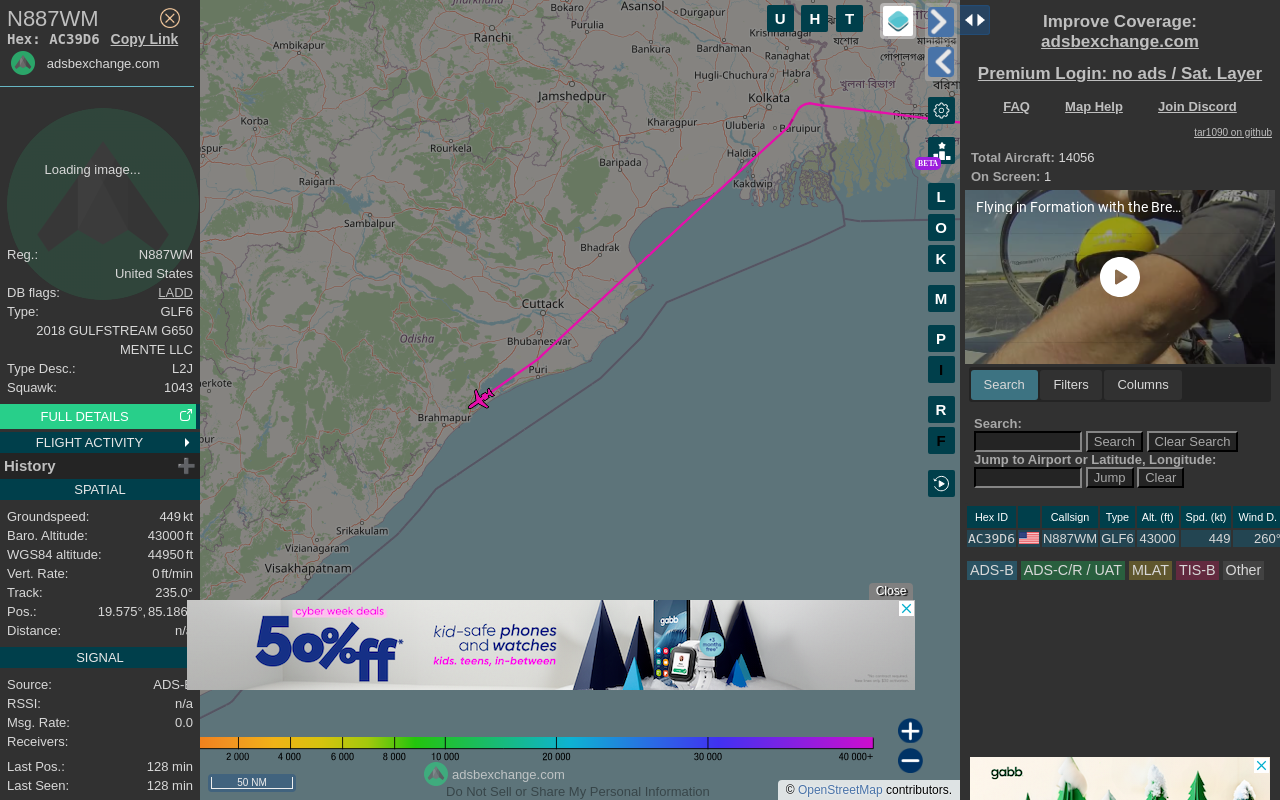 N887WM
Hex: AC39D6 Copy Link
adsbexchange.com
Loading image...
Reg.: N887WM
United States
DB flags: LADD
Type: GLF6
2018 GULFSTREAM G650
MENTE LLC
Type Desc.: L2J
Squawk: 1043
FULL DETAILS
FLIGHT ACTIVITY
History
SPATIAL
Groundspeed: 449 kt
Baro. Altitude: 43000 ft
WGS84 altitude: 44950 ft
Vert. Rate: 0 ft/min
Track: 235.0°
Pos.: 19.575°, 85.186
Distance: n/
SIGNAL
Source: ADS-
RSSI: n/a
Msg. Rate: 0.0
Receivers:
Last Pos.: 128 min
Last Seen: 128 min
Bokaro
Asansol
Durgapur
Ranchi
Purulia
Ambikapur
Bankura
Bardhaman
Krishnanagar
যশোর
Ranaghat
গোপালগঞ্জ
Hugli-Chuchura
Habra
খুলনা বিভাগ
Jamshedpur
Kolkata
Korba
Kharagpur
Uluberia
Baruipur
Rourkela
Haldia
Baripada
Kakdwip
Raigarh
Sambalpur
Bhadrak
Cuttack
Odisha
Bhubaneswar
Puri
Brahmapur
Srikakulam
Vizianagaram
Visakhapatnam
U H T
BETA
L
O
K
M
P
I
R
F
Close
cyber week deals
50%ff*
kid-safe phones
and watches
kids. teens, in-between
gabb
2 000 4 000 6 000 8 000 10 000 20 000 30 000 40 000+
50 NM
adsbexchange.com
Do Not Sell or Share My Personal Information
© OpenStreetMap contributors.
Improve Coverage:
adsbexchange.com
Premium Login: no ads / Sat. Layer
FAQ Map Help Join Discord
tar1090 on github
Total Aircraft: 14056
On Screen: 1
Flying in Formation with the Bre...
Search Filters Columns
Search:
Search Clear Search
Jump to Airport or Latitude, Longitude:
Jump Clear
Hex ID Callsign Type Alt. (ft) Spd. (kt) Wind D.
AC39D6 N887WM GLF6 43000 449 260°
ADS-B ADS-C/R / UAT MLAT TIS-B Other
gabb